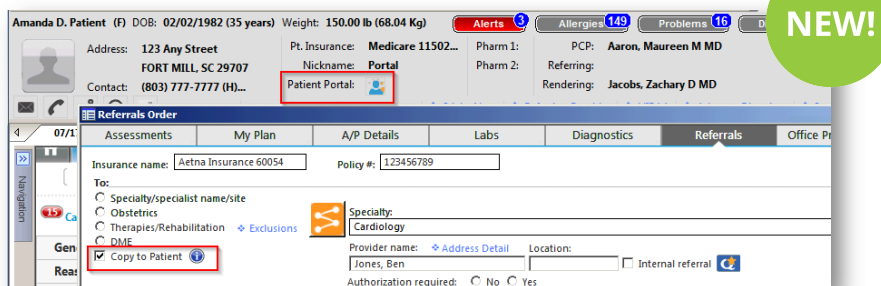 Amanda D. Patient (F) DOB: 02/02/1982 (35 years) Weight: 150.00 lb (68.04 Kg) Alerts 3 Allergies 149 Problems 16
NEW!
Address: 123 Any Street Pt. Insurance: Medicare 11502... Pharm 1: PCP: Aaron, Maureen M MD
FORT MILL, SC 29707 Nickname: Portal Pharm 2: Referring:
Contact: (803) 777-7777 (H)... Patient Portal: Rendering: Jacobs, Zachary D MD
Referrals Order
07/1
Assessments My Plan A/P Details Labs Diagnostics Referrals Office Pr
Navigation
Insurance name: Aetna Insurance 60054 Policy #: 123456789
To:
Specialty/specialist name/site
15 Ca
Obstetrics Specialty:
Therapies/Rehabilitation Exclusions Cardiology
Gen
DME Provider name: Address Detail Location:
Copy to Patient Jones, Ben Internal referral
Reas
Authorization required: No Yes